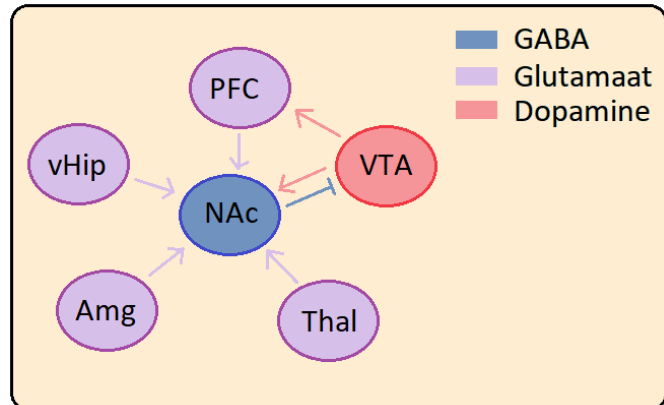 GABA
Glutamaat
Dopamine
PFC
vHip
VTA
NAc
Amg
Thal